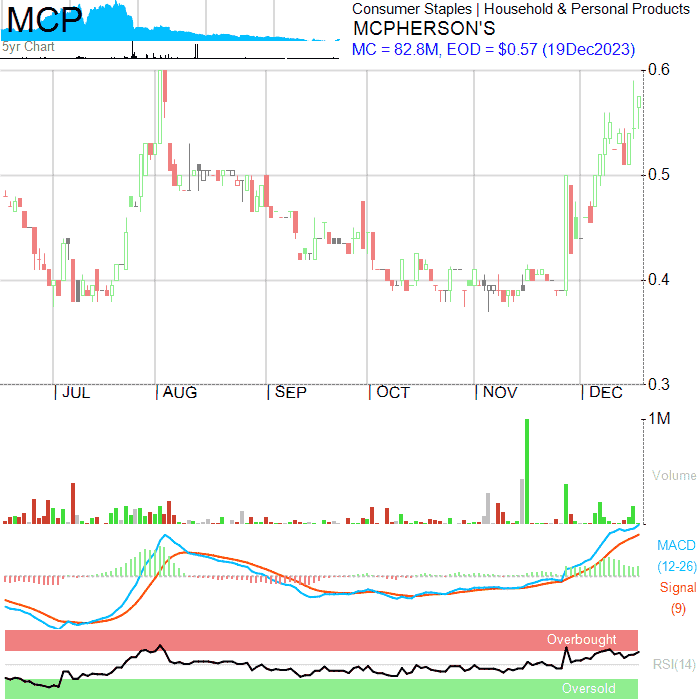 MCP
5yr Chart
Consumer Staples | Household & Personal Products
MCPHERSON'S
MC = 82.8M, EOD = $0.57 (19Dec2023)
0.6
0.5
0.4
0.3
| JUL | AUG | SEP | OCT | NOV | DEC
1M
Volume
MACD
(12-26)
Signal
(9)
Overbought
RSI(14)
Oversold